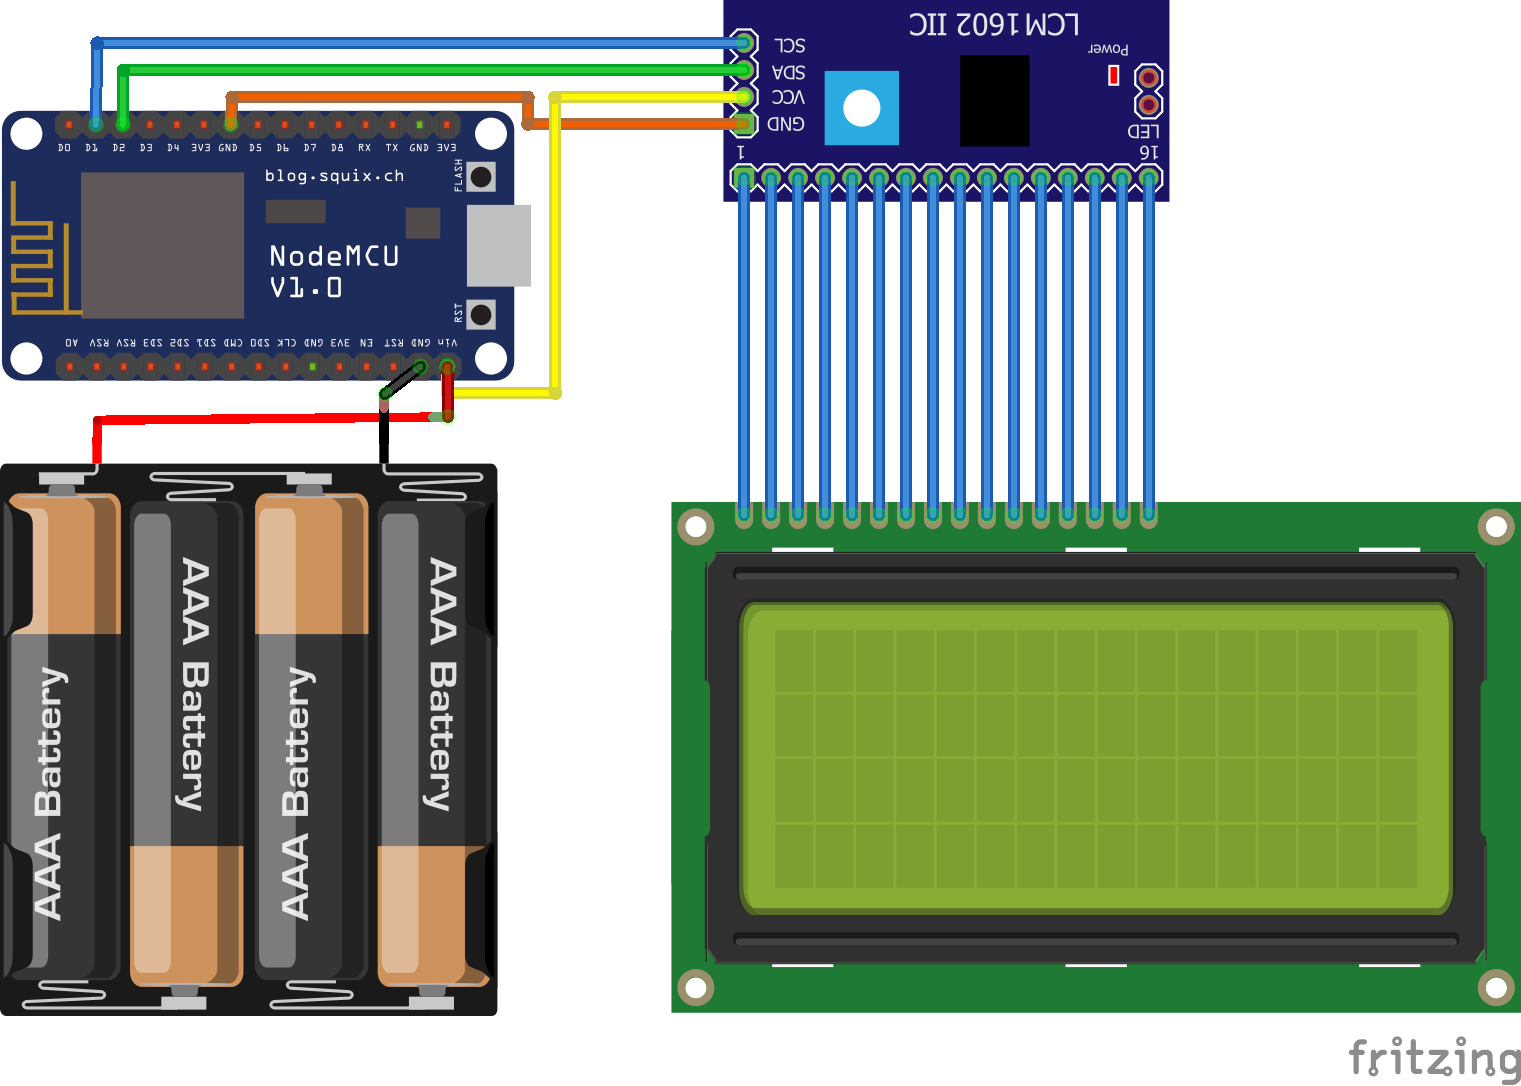 LCM1602 IIC
SCL
SDA
VCC
GND
Power
LED
1
16
D0 D1 D2 D3 D4 3V3 GND D5 D6 D7 D8 RX TX GND 3V3
blog.squix.ch
FLASH
NodeMCU
V1.0
RST
A0 RSV RSV SD3 SD2 SD1 CMD SD0 CLK GND 3V3 EN RST GND Vin
AAA Battery
AAA Battery
AAA Battery
AAA Battery
fritzing